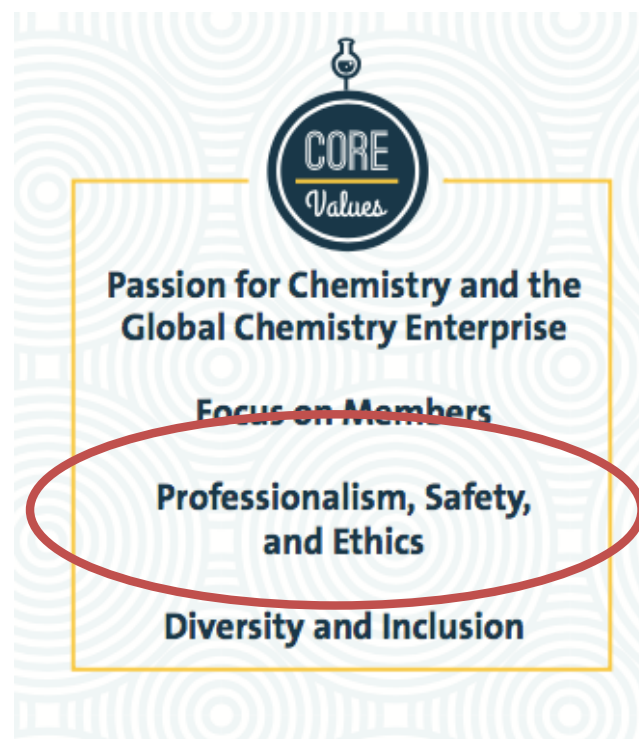 CORE
Values
Passion for Chemistry and the
Global Chemistry Enterprise
Focus on Members
Professionalism, Safety,
and Ethics
Diversity and Inclusion